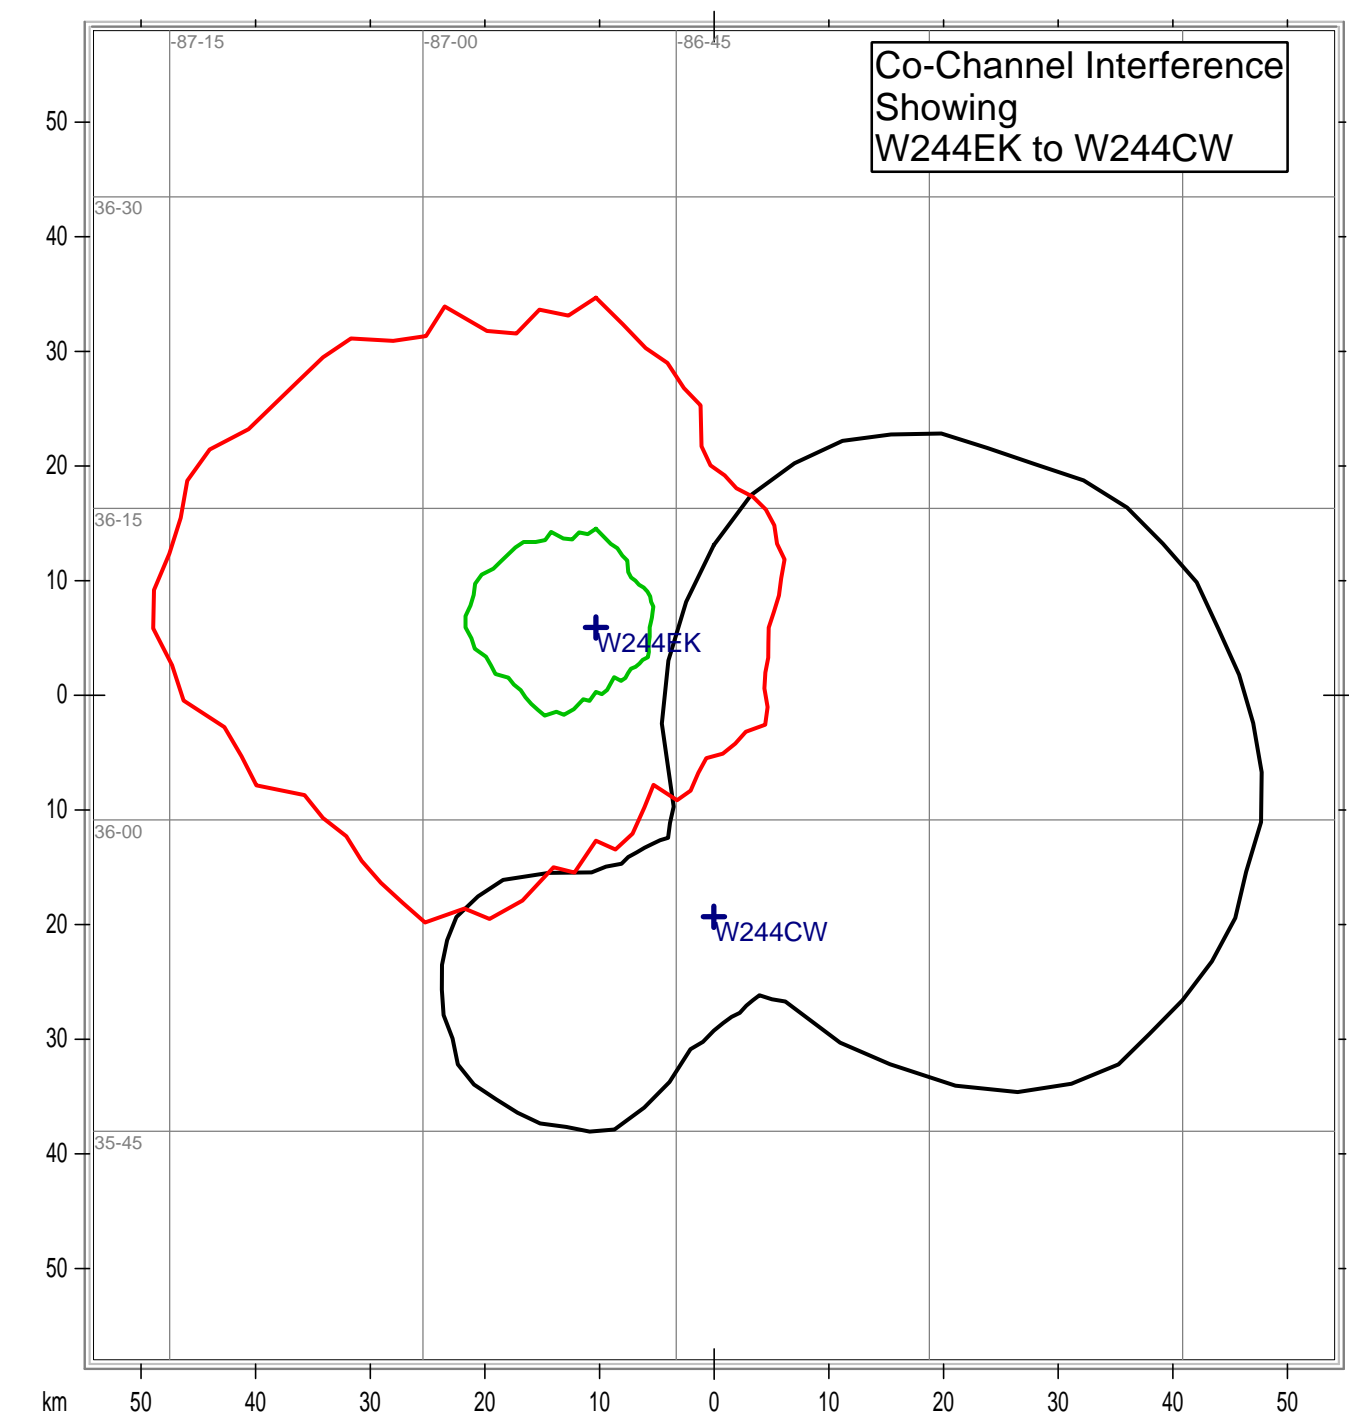 -87-15 -87-00 -86-45
Co-Channel Interference
Showing
W244EK to W244CW
50
36-30
40
30
20
36-15
10
W244EK
0
10
36-00
20
W244CW
30
40
35-45
50
km 50 40 30 20 10 0 10 20 30 40 50